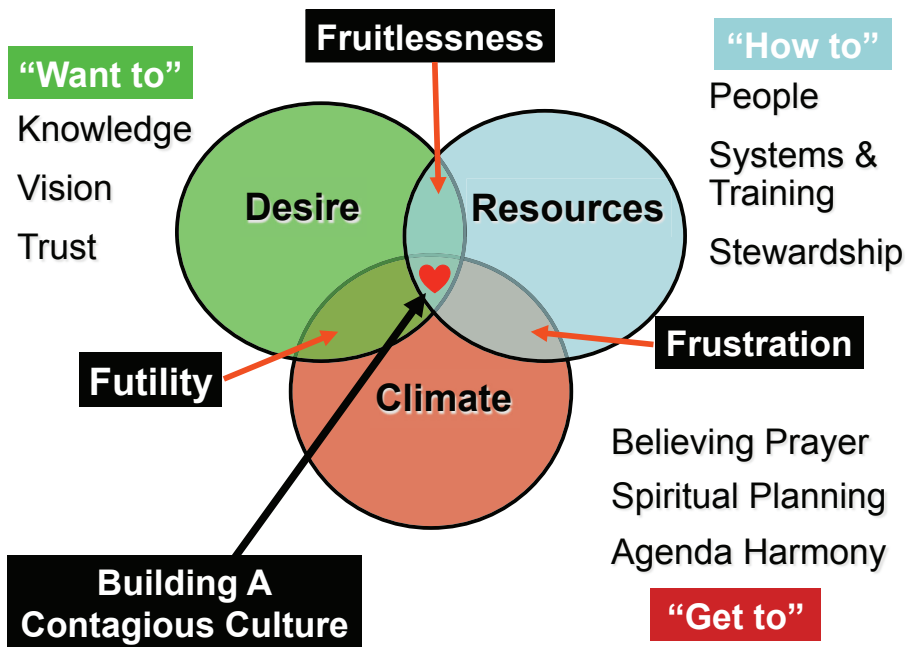 Fruitlessness
“Want to”
Knowledge
Vision
Trust
“How to”
People
Systems &
Training
Stewardship
Desire
Resources
Futility
Frustration
Climate
Believing Prayer
Spiritual Planning
Agenda Harmony
Building A
Contagious Culture
“Get to”